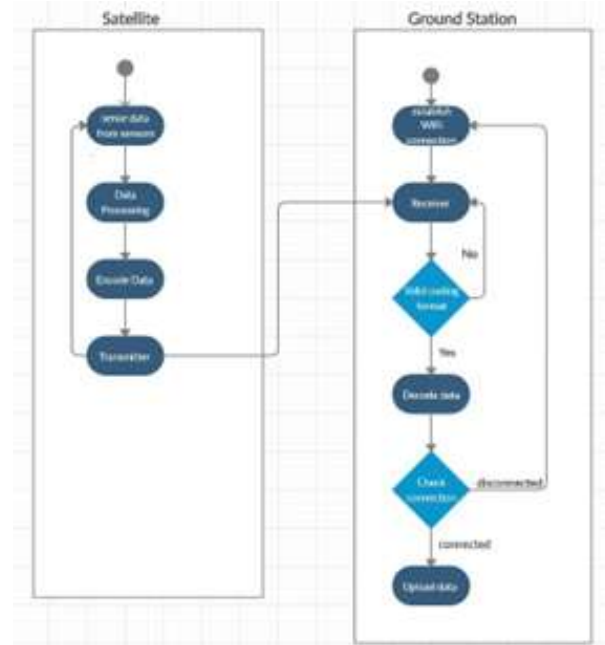 Satellite
Ground Station
sense data
from sensors
Data
Processing
Encode Data
Transmitter
establish
WiFi
connection
Receiver
No
Valid coding
format
Yes
Decode data
Check
connection
disconnected
connected
Upload data